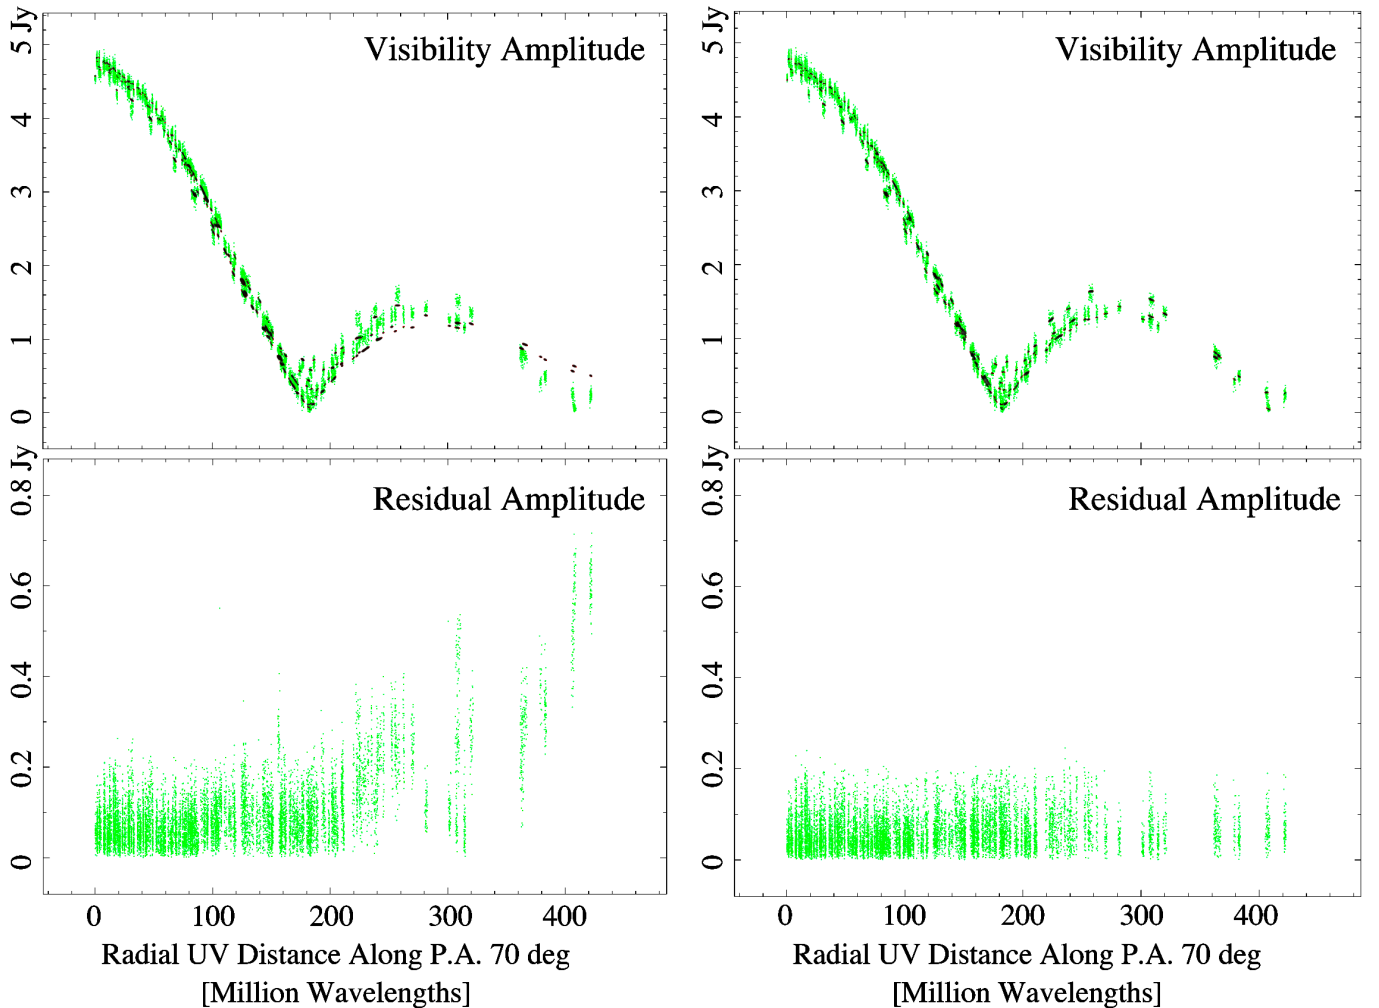 5 Jy
4
3
2
1
0
Visibility Amplitude
5 Jy
4
3
2
1
0
Visibility Amplitude
0.8 Jy
0.6
0.4
0.2
0
Residual Amplitude
0 100 200 300 400
Radial UV Distance Along P.A. 70 deg
[Million Wavelengths]
0.8 Jy
0.6
0.4
0.2
0
Residual Amplitude
0 100 200 300 400
Radial UV Distance Along P.A. 70 deg
[Million Wavelengths]